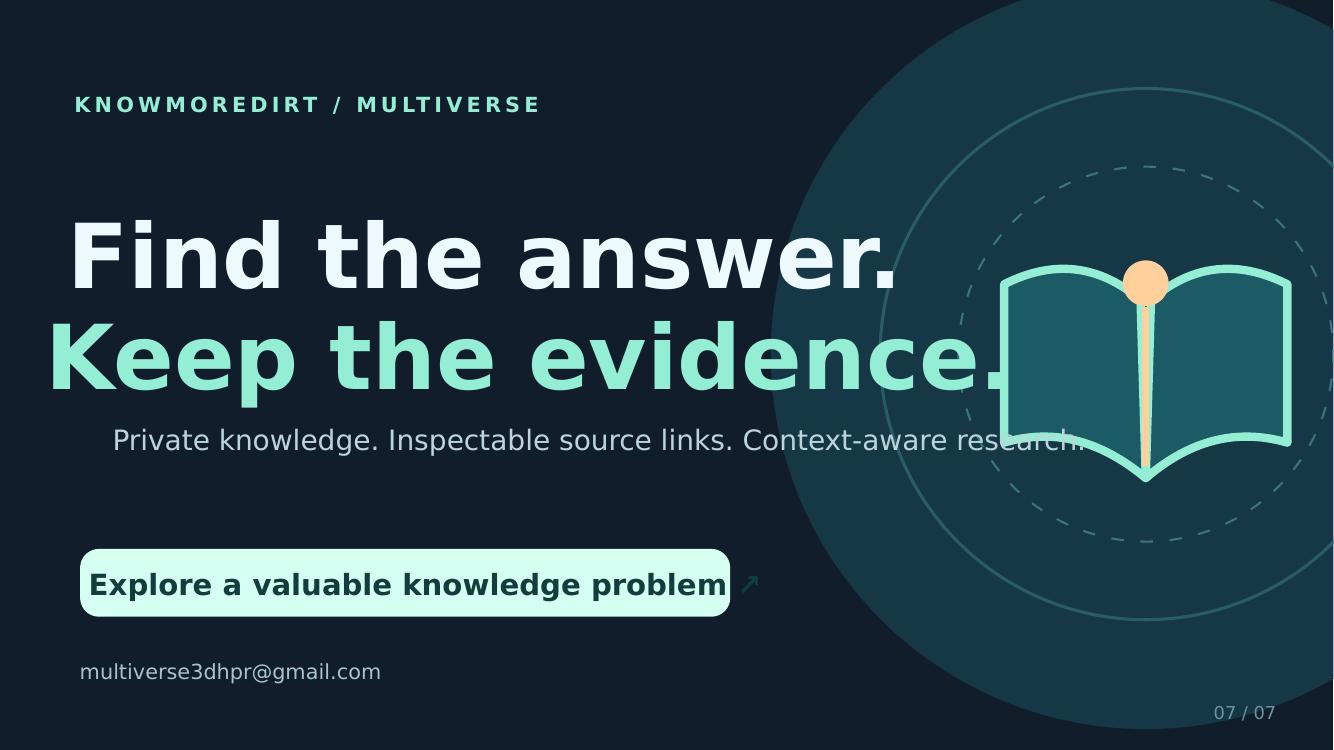 KNOWMOREDIRT / MULTIVERSE
Find the answer.
Keep the evidence.
Private knowledge. Inspectable source links. Context-aware research.
Explore a valuable knowledge problem ↗
multiverse3dhpr@gmail.com
07 / 07